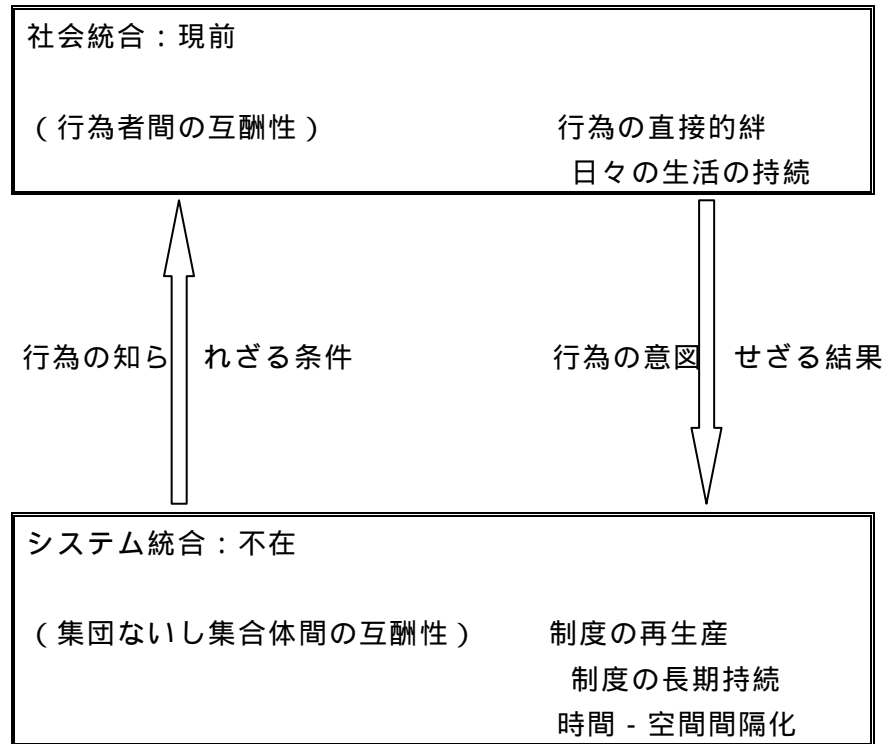 社会統合：現前
（行為者間の互酬性） 行為の直接的絆
日々の生活の持続
行為の知られざる条件 行為の意図せざる結果
システム統合：不在
（集団ないし集合体間の互酬性） 制度の再生産
制度の長期持続
時間‐空間間隔化